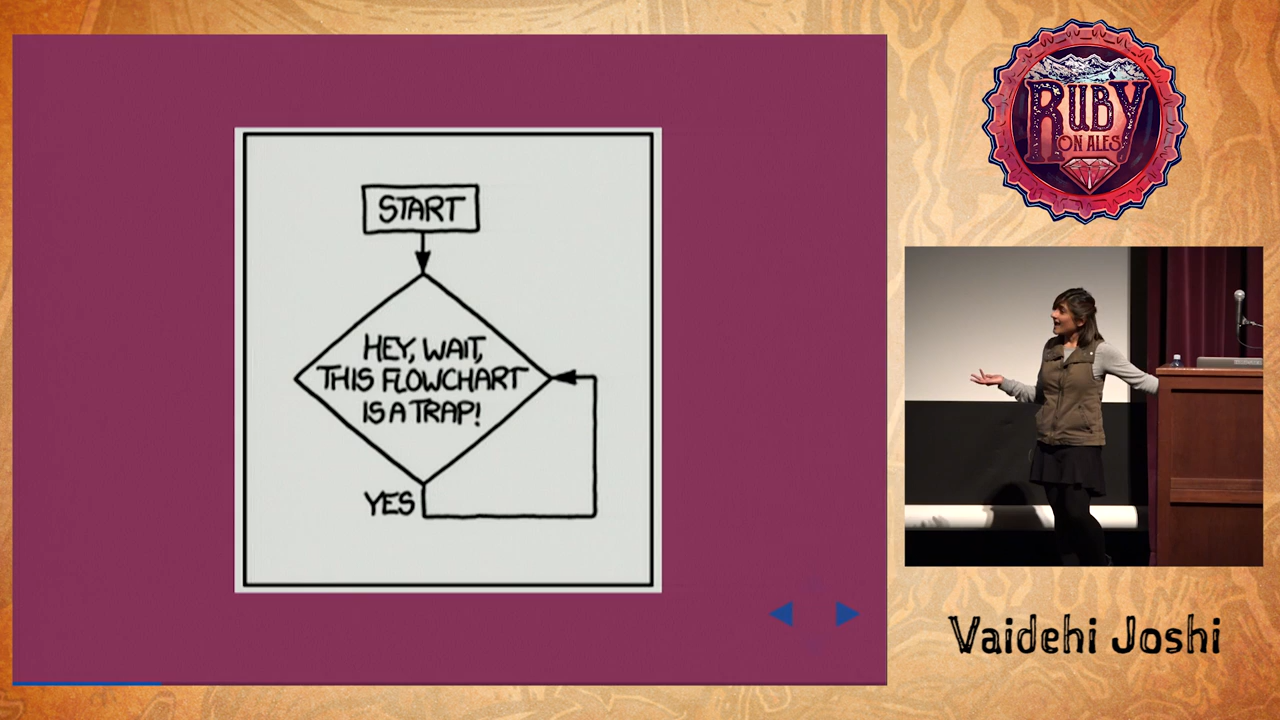 START
HEY, WAIT,
THIS FLOWCHART
IS A TRAP!
YES
RUBY
ON ALES
Vaidehi Joshi